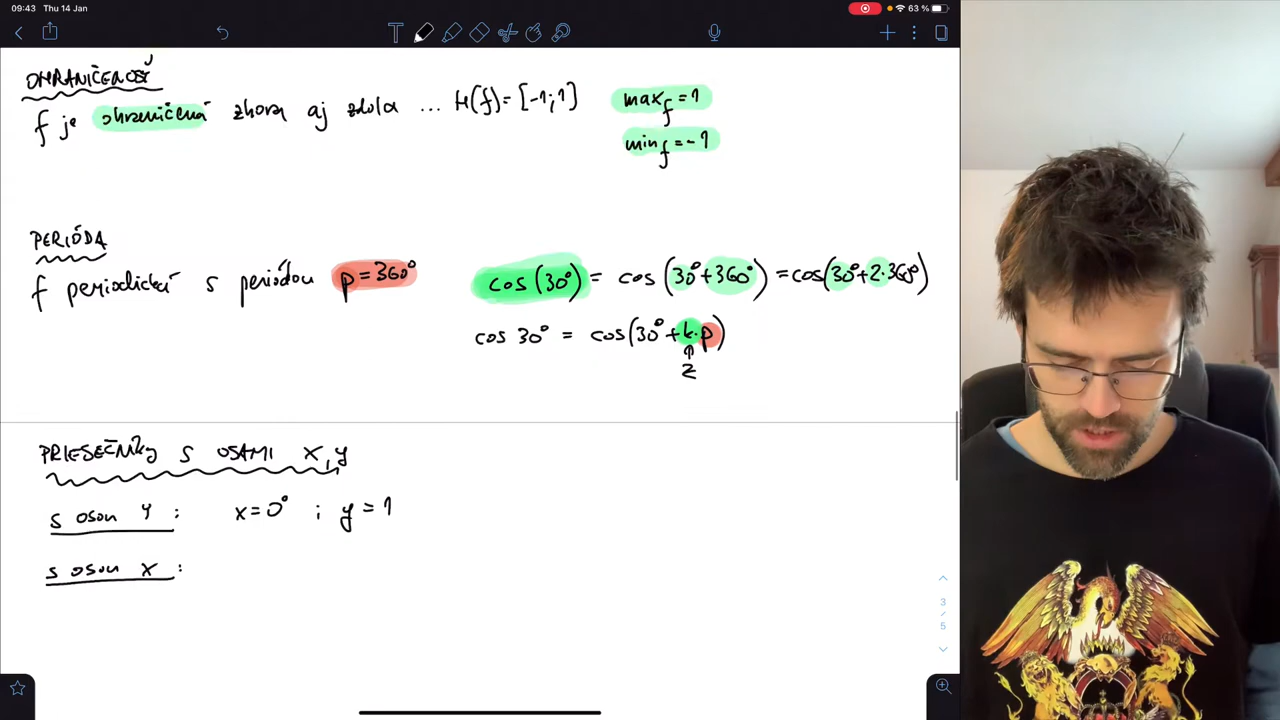 09:43 Thu 14 Jan
63 %
OHRANIČENOSŤ
f je ohraničená zhora aj zdola ... H(f)=[-1;1]
max_f = 1
min_f = -1
PERIÓDA
f periodická s periódou p = 360°
cos (30°) = cos (30°+360°) = cos(30°+2·360°)
cos 30° = cos(30°+k·p)
Z
PRIESEČNÍKY S OSAMI X, Y
s osou Y : x=0° ; y = 1
s osou X :
3
/
5